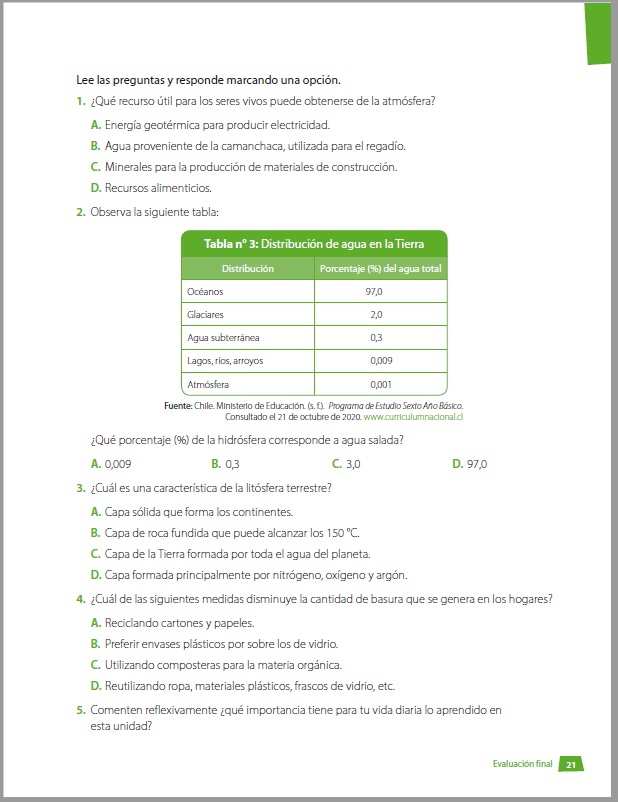 Lee las preguntas y responde marcando una opción.
1. ¿Qué recurso útil para los seres vivos puede obtenerse de la atmósfera?
A. Energía geotérmica para producir electricidad.
B. Agua proveniente de la camanchaca, utilizada para el regadío.
C. Minerales para la producción de materiales de construcción.
D. Recursos alimenticios.
2. Observa la siguiente tabla:
Tabla nº 3: Distribución de agua en la Tierra
Distribución Porcentaje (%) del agua total
Océanos 97,0
Glaciares 2,0
Agua subterránea 0,3
Lagos, ríos, arroyos 0,009
Atmósfera 0,001
Fuente: Chile. Ministerio de Educación. (s. f.). Programa de Estudio Sexto Año Básico.
Consultado el 21 de octubre de 2020. www.curriculumnacional.cl
¿Qué porcentaje (%) de la hidrósfera corresponde a agua salada?
A. 0,009 B. 0,3 C. 3,0 D. 97,0
3. ¿Cuál es una característica de la litósfera terrestre?
A. Capa sólida que forma los continentes.
B. Capa de roca fundida que puede alcanzar los 150 ºC.
C. Capa de la Tierra formada por toda el agua del planeta.
D. Capa formada principalmente por nitrógeno, oxígeno y argón.
4. ¿Cuál de las siguientes medidas disminuye la cantidad de basura que se genera en los hogares?
A. Reciclando cartones y papeles.
B. Preferir envases plásticos por sobre los de vidrio.
C. Utilizando composteras para la materia orgánica.
D. Reutilizando ropa, materiales plásticos, frascos de vidrio, etc.
5. Comenten reflexivamente ¿qué importancia tiene para tu vida diaria lo aprendido en
esta unidad?
Evaluación final 21